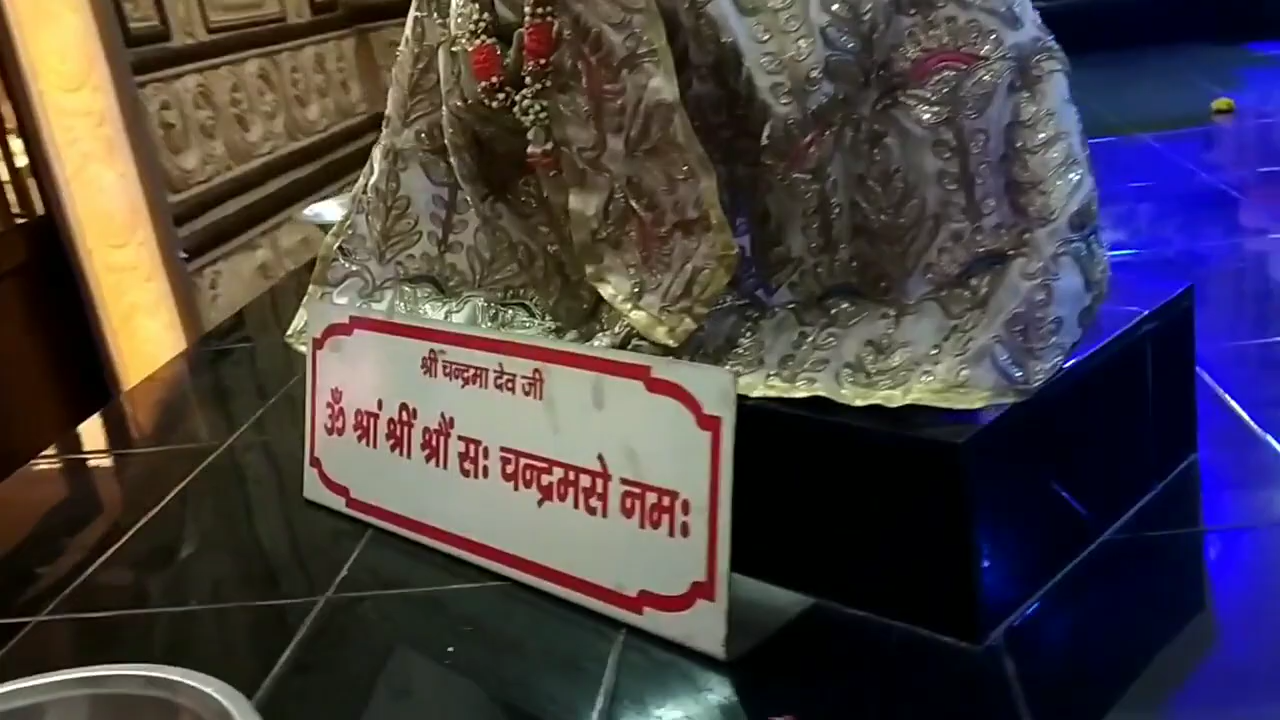 श्री चन्द्रमा देव जी
ॐ श्रां श्रीं श्रौं सः चन्द्रमसे नमः